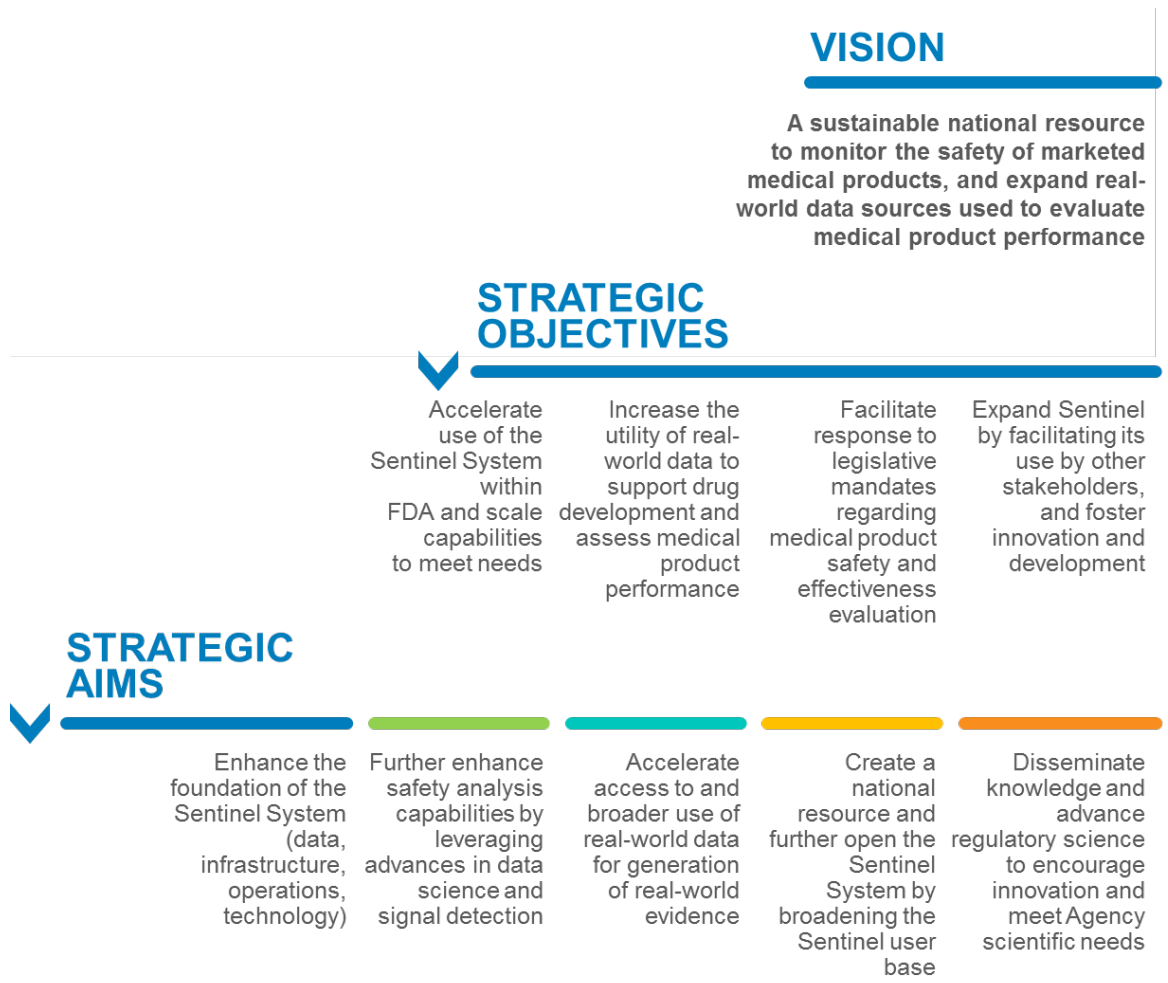 VISION
A sustainable national resource
to monitor the safety of marketed
medical products, and expand real-
world data sources used to evaluate
medical product performance
STRATEGIC
OBJECTIVES
Accelerate
use of the
Sentinel System
within
FDA and scale
capabilities
to meet needs
Increase the
utility of real-
world data to
support drug
development and
assess medical
product
performance
Facilitate
response to
legislative
mandates
regarding
medical product
safety and
effectiveness
evaluation
Expand Sentinel
by facilitating its
use by other
stakeholders,
and foster
innovation and
development
STRATEGIC
AIMS
Enhance the
foundation of the
Sentinel System
(data,
infrastructure,
operations,
technology)
Further enhance
safety analysis
capabilities by
leveraging
advances in data
science and
signal detection
Accelerate
access to and
broader use of
real-world data
for generation
of real-world
evidence
Create a
national
resource and
further open the
Sentinel
System by
broadening the
Sentinel user
base
Disseminate
knowledge and
advance
regulatory science
to encourage
innovation and
meet Agency
scientific needs